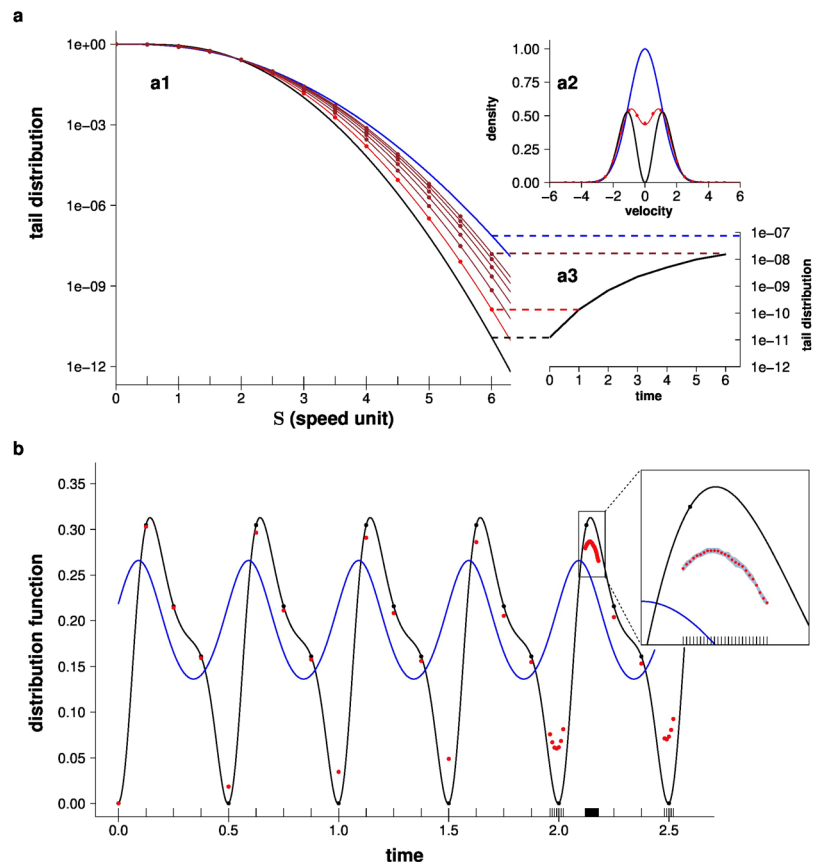 a
a1
1e+00
1e−03
1e−06
1e−09
1e−12
tail distribution
0 1 2 3 4 5 6
S (speed unit)
a2
1.00
0.75
0.50
0.25
0.00
density
−6 −4 −2 0 2 4 6
velocity
a3
1e−07
1e−08
1e−09
1e−10
1e−11
1e−12
tail distribution
0 1 2 3 4 5 6
time
b
0.35
0.30
0.25
0.20
0.15
0.10
0.05
0.00
distribution function
0.0 0.5 1.0 1.5 2.0 2.5
time